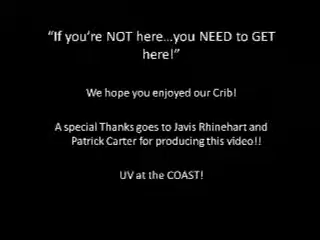 “If you’re NOT here…you NEED to GET
here!”
We hope you enjoyed our Crib!
A special Thanks goes to Javis Rhinehart and
Patrick Carter for producing this video!!
UV at the COAST!